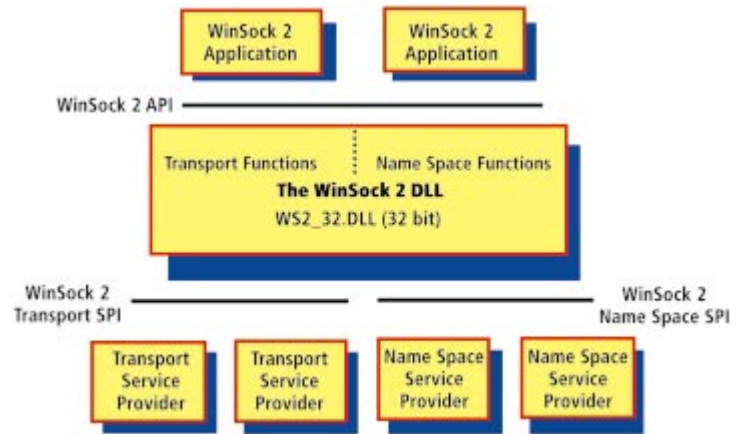 WinSock 2
Application
WinSock 2
Application
WinSock 2 API
Transport Functions
Name Space Functions
The WinSock 2 DLL
WS2_32.DLL (32 bit)
WinSock 2
Transport SPI
WinSock 2
Name Space SPI
Transport
Service
Provider
Transport
Service
Provider
Name Space
Service
Provider
Name Space
Service
Provider